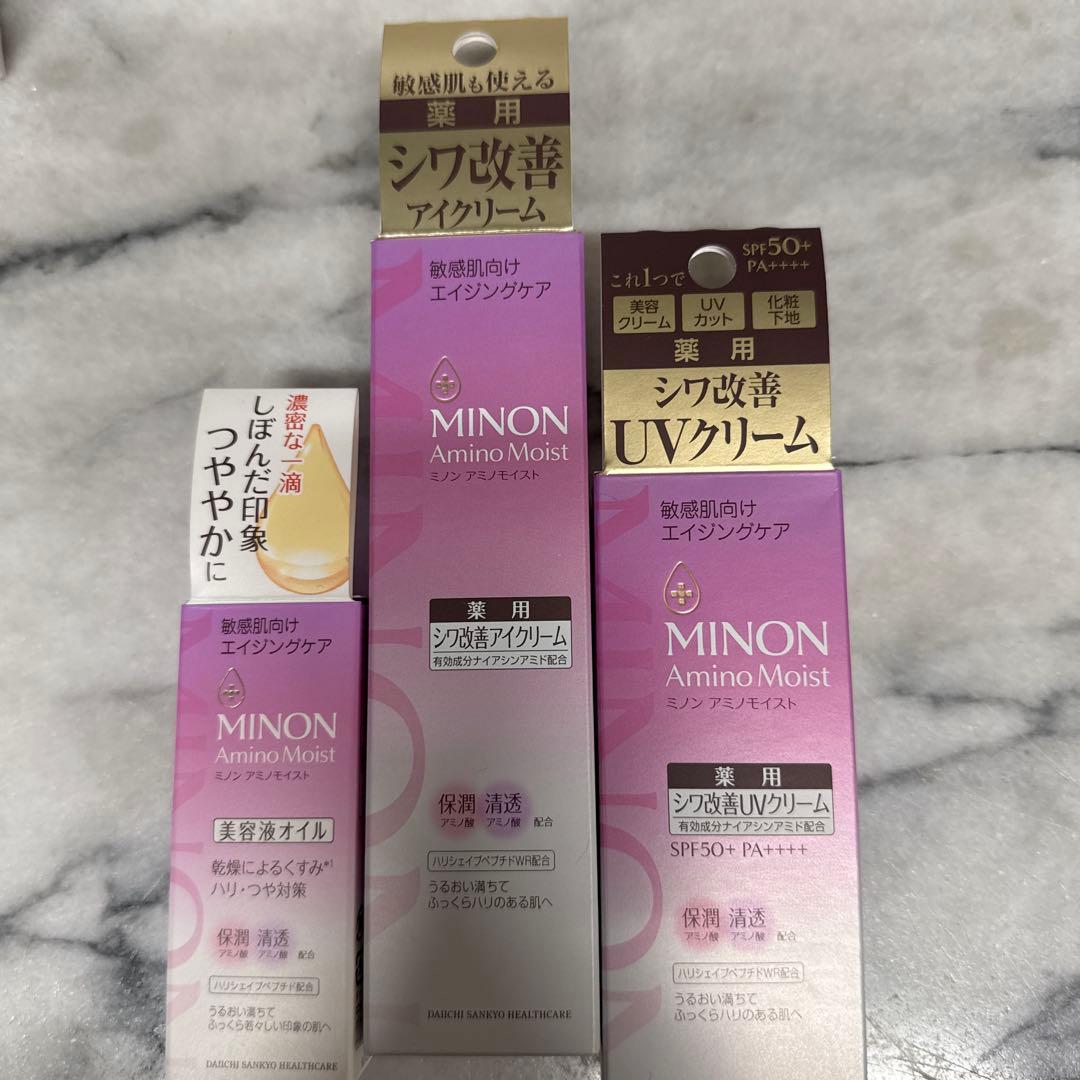 濃密な一滴
しぼんだ印象
つややかに
敏感肌向け
エイジングケア
MINON
Amino Moist
ミノン アミノモイスト
美容液オイル
乾燥によるくすみ*1
ハリ・つや対策
保潤 清透
アミノ酸 アミノ酸 配合
ハリシェイプペプチド配合
うるおい満ちて
ふっくら若々しい印象の肌へ
DAIICHI SANKYO HEALTHCARE
敏感肌も使える
薬用
シワ改善
アイクリーム
敏感肌向け
エイジングケア
MINON
Amino Moist
ミノン アミノモイスト
薬用
シワ改善アイクリーム
有効成分ナイアシンアミド配合
保潤 清透
アミノ酸 アミノ酸 配合
ハリシェイプペプチドWR配合
うるおい満ちて
ふっくらハリのある肌へ
DAIICHI SANKYO HEALTHCARE
SPF50+
PA++++
これ1つで
美容
クリーム
UV
カット
化粧
下地
薬用
シワ改善
UVクリーム
敏感肌向け
エイジングケア
MINON
Amino Moist
ミノン アミノモイスト
薬用
シワ改善UVクリーム
有効成分ナイアシンアミド配合
SPF50+ PA++++
保潤 清透
アミノ酸 アミノ酸 配合
ハリシェイプペプチドWR配合
うるおい満ちて
ふっくらハリのある肌へ